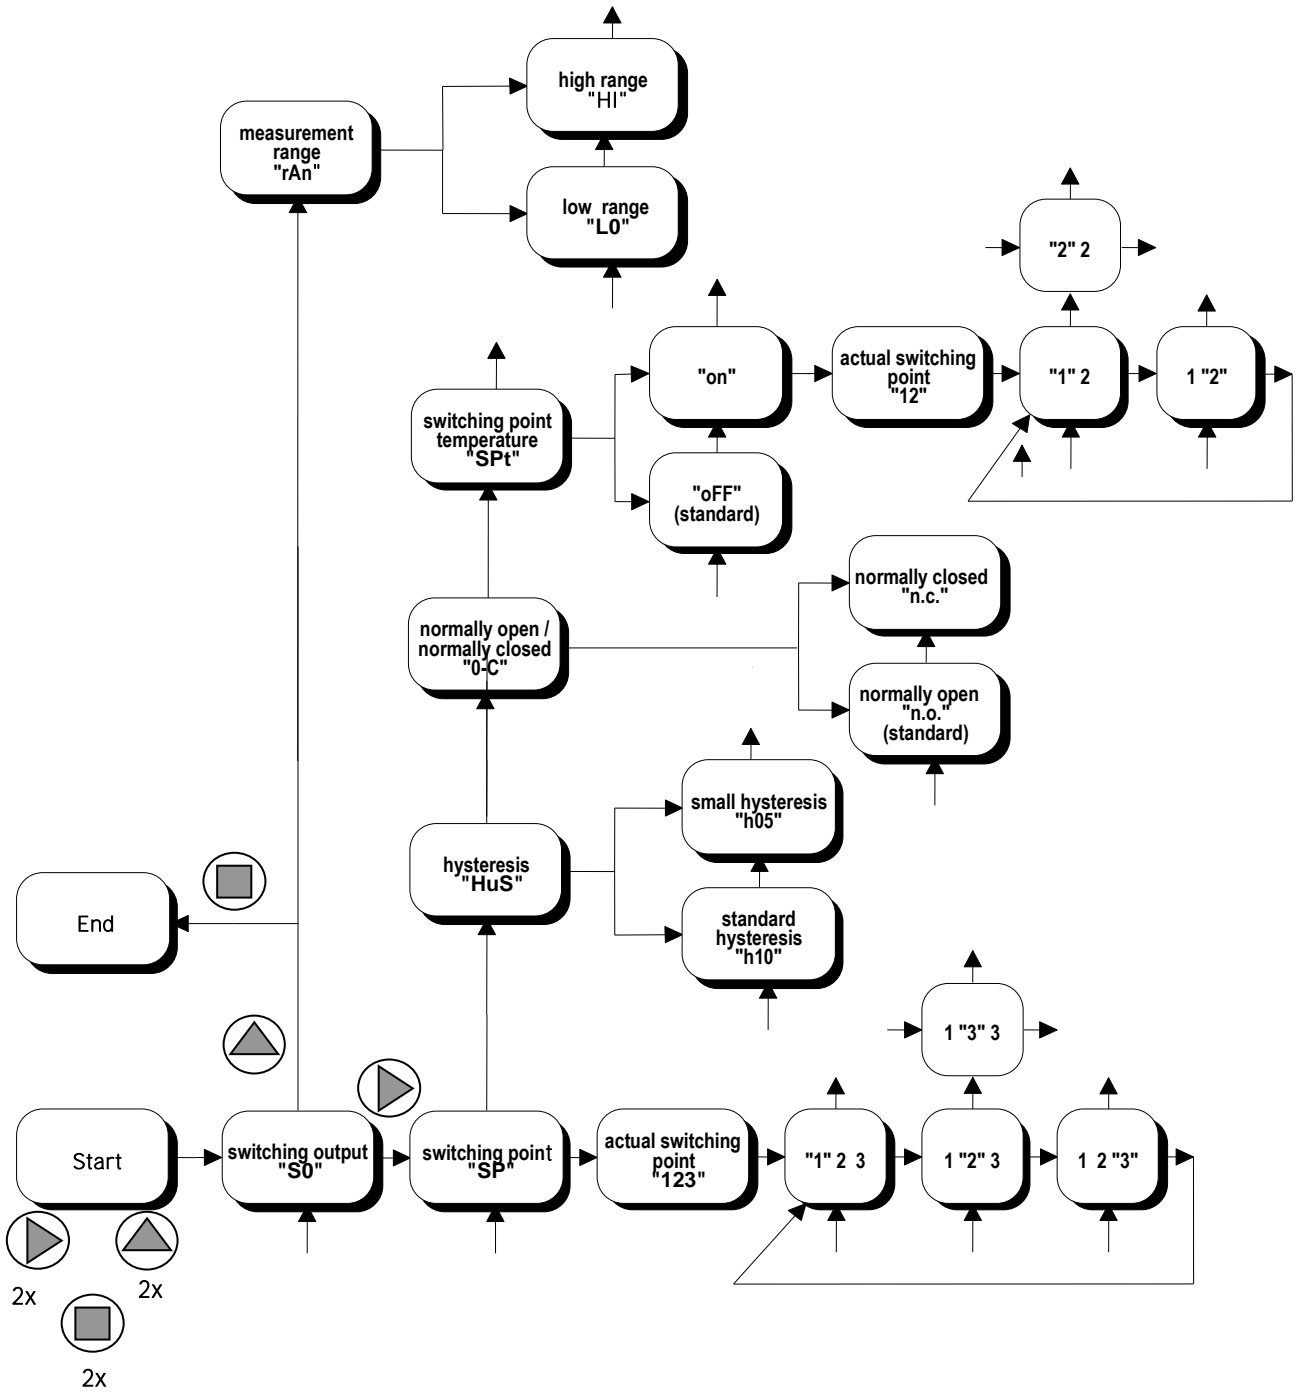 high range
"HI"
measurement
range
"rAn"
low range
"L0"
"2" 2
"on"
actual switching
point
"12"
"1" 2
1 "2"
switching point
temperature
"SPt"
"oFF"
(standard)
normally closed
"n.c."
normally open /
normally closed
"0-C"
normally open
"n.o."
(standard)
small hysteresis
"h05"
hysteresis
"HuS"
End
standard
hysteresis
"h10"
1 "3" 3
Start
switching output
"S0"
switching point
"SP"
actual switching
point
"123"
"1" 2 3
1 "2" 3
1 2 "3"
2x
2x
2x